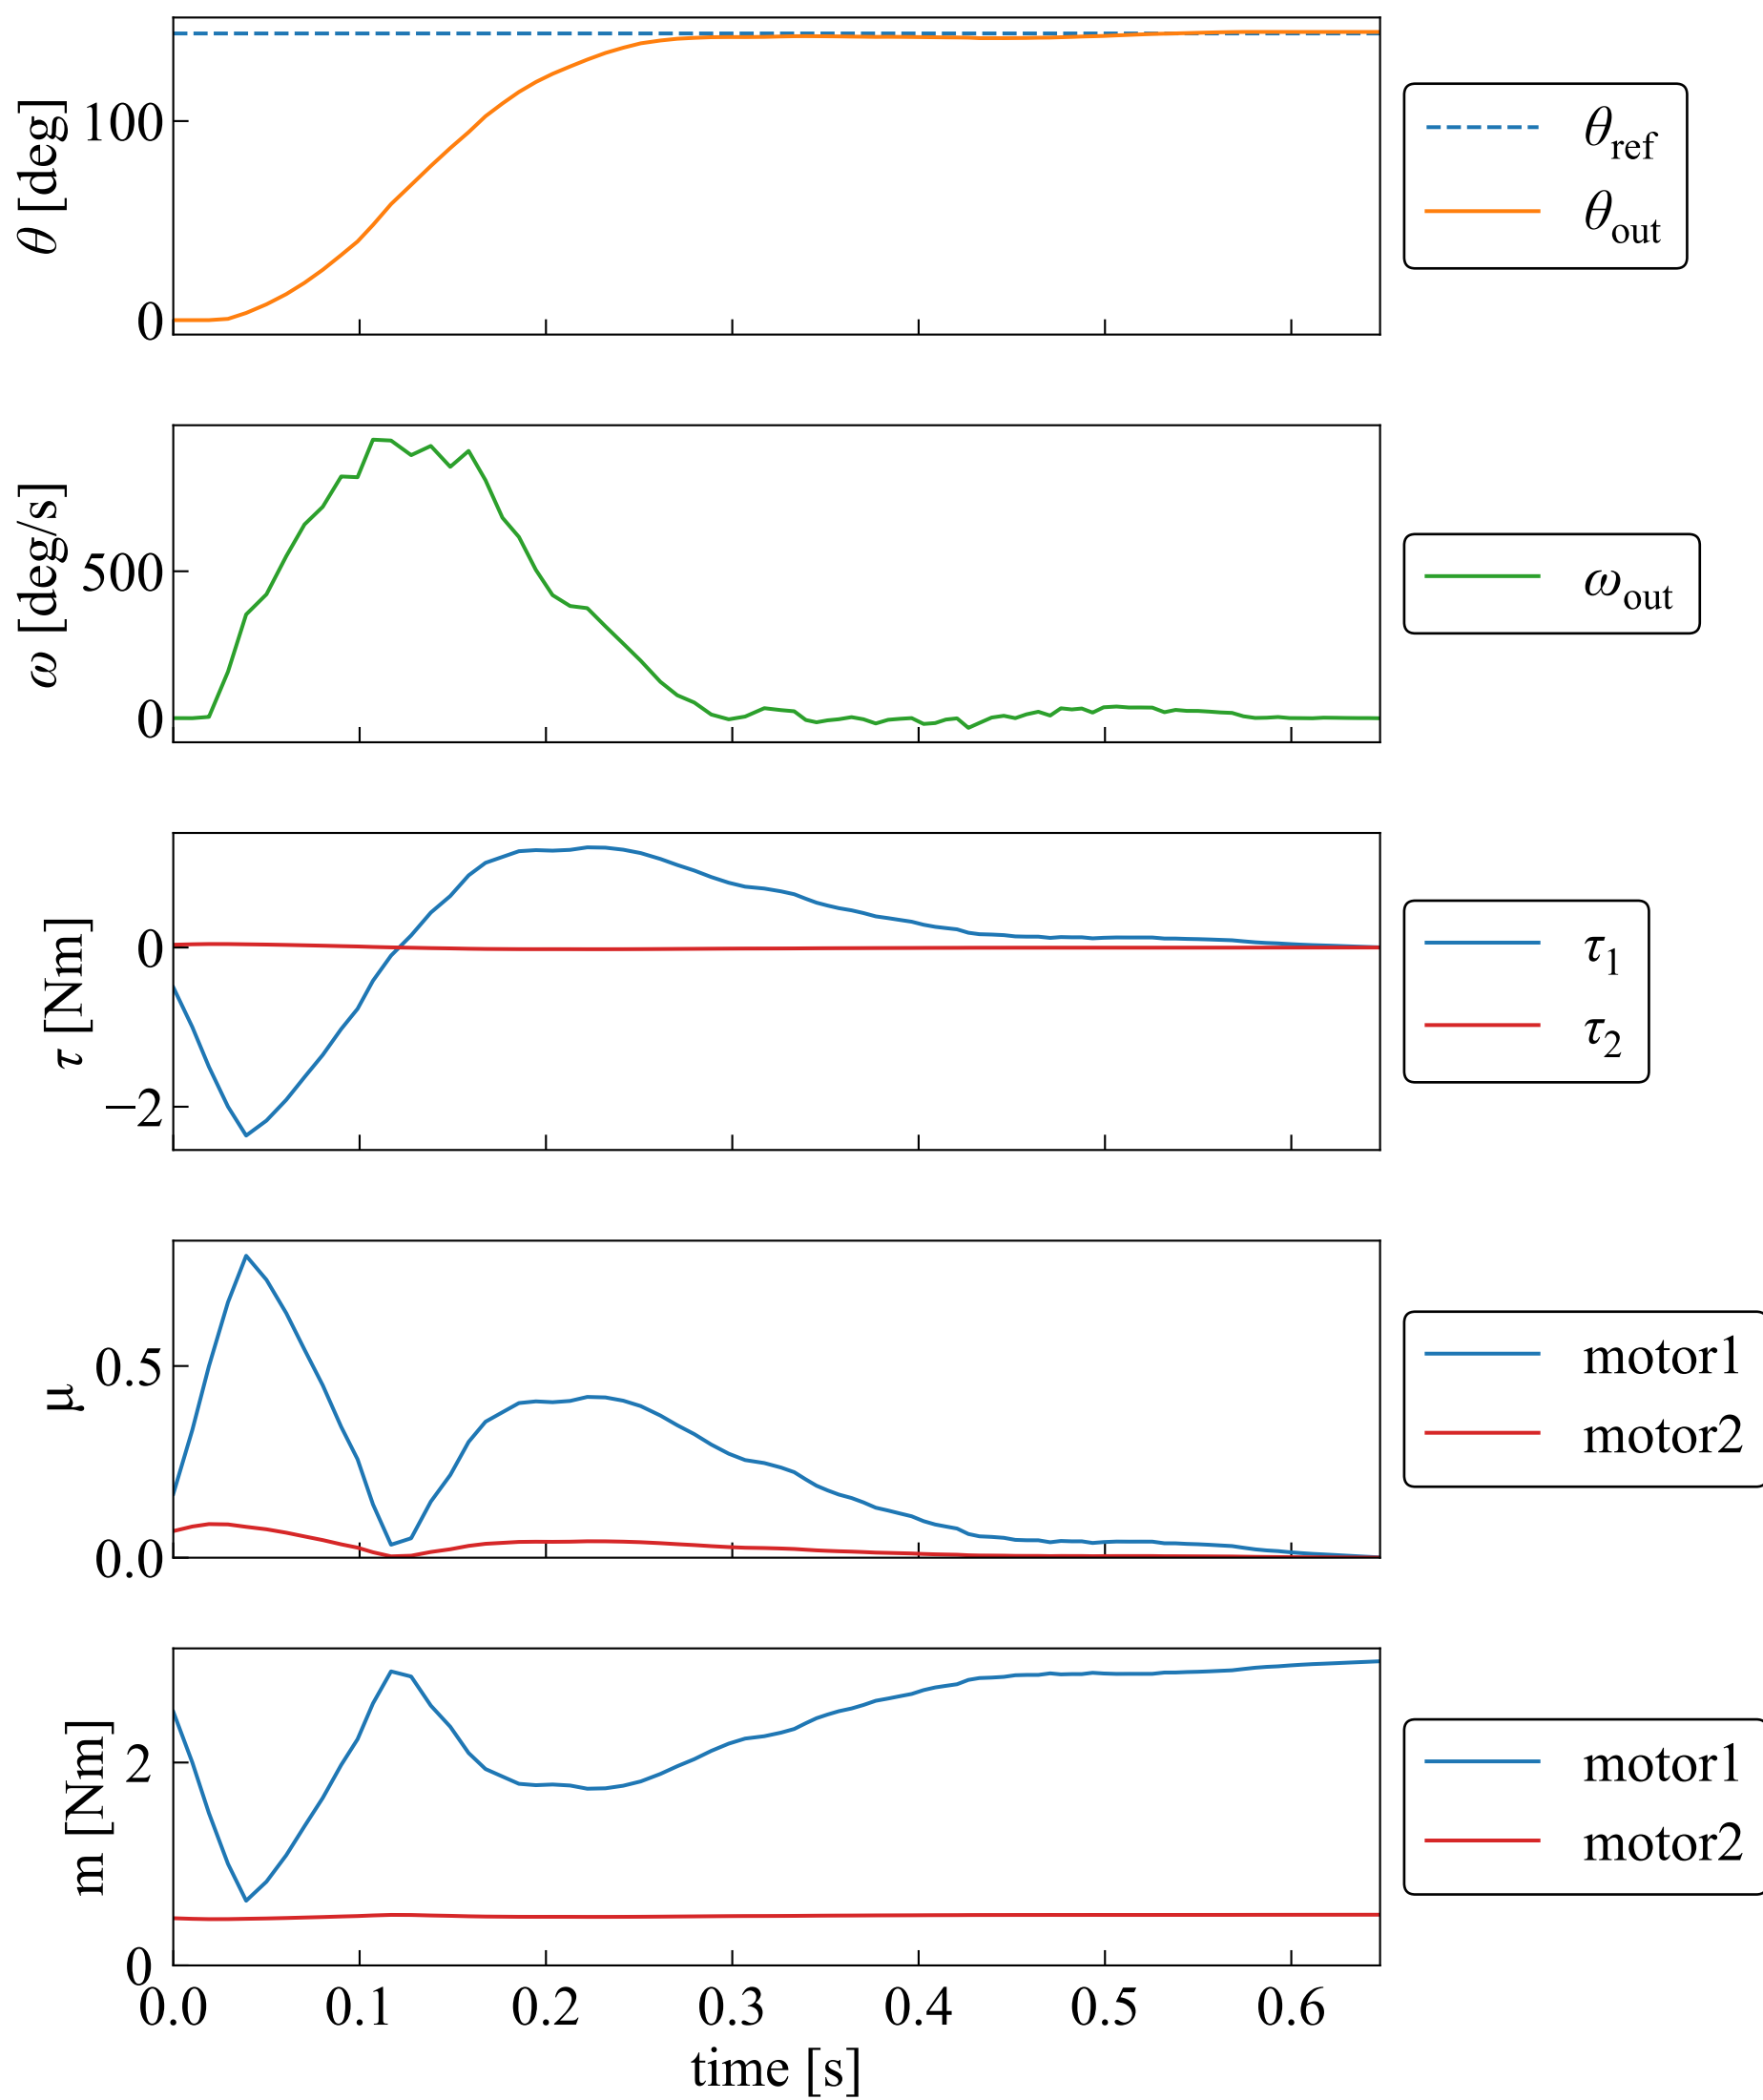 θ [deg]
100
0
θref
θout
ω [deg/s]
500
0
ωout
τ [Nm]
0
−2
τ1
τ2
μ
0.5
0.0
motor1
motor2
m [Nm]
2
0
motor1
motor2
0.0 0.1 0.2 0.3 0.4 0.5 0.6
time [s]